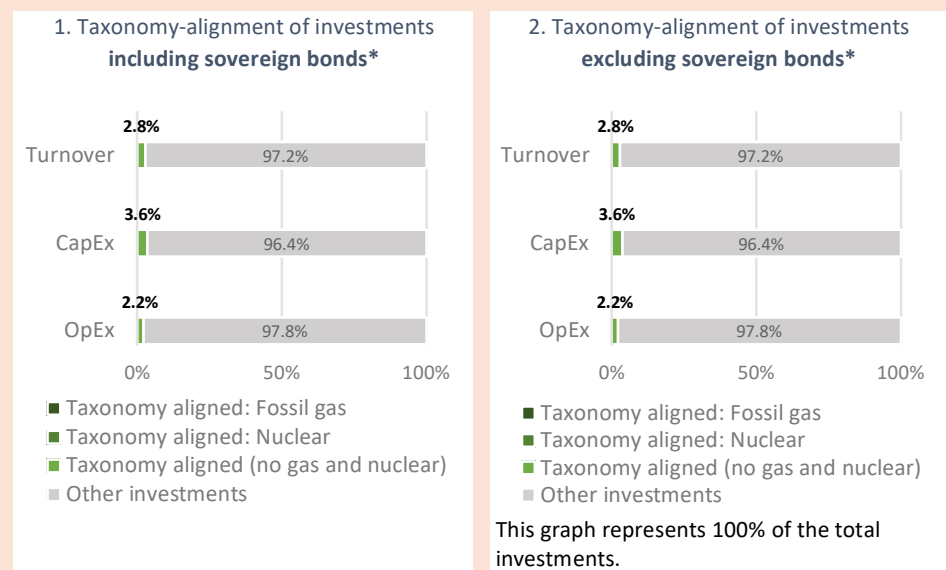 1. Taxonomy-alignment of investments
including sovereign bonds*
2.8%
Turnover
97.2%
3.6%
CapEx
96.4%
2.2%
OpEx
97.8%
0%
50%
100%
Taxonomy aligned: Fossil gas
Taxonomy aligned: Nuclear
Taxonomy aligned (no gas and nuclear)
Other investments
2. Taxonomy-alignment of investments
excluding sovereign bonds*
2.8%
Turnover
97.2%
3.6%
CapEx
96.4%
2.2%
OpEx
97.8%
0%
50%
100%
Taxonomy aligned: Fossil gas
Taxonomy aligned: Nuclear
Taxonomy aligned (no gas and nuclear)
Other investments
This graph represents 100% of the total
investments.